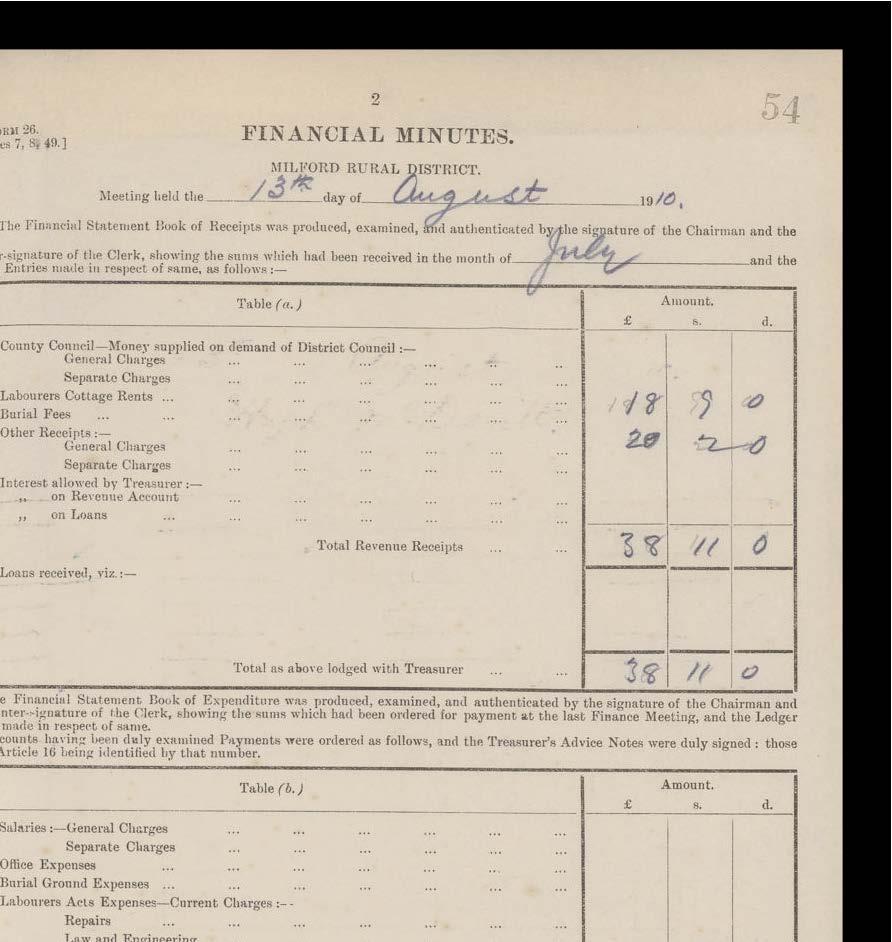 2
54
ORM 26.
es 7, 8, 49.]
FINANCIAL MINUTES.
MILFORD RURAL DISTRICT.
Meeting held the 13th day of August 1910.
The Financial Statement Book of Receipts was produced, examined, and authenticated by the signature of the Chairman and the
r-signature of the Clerk, showing the sums which had been received in the month of July and the
Entries made in respect of same, as follows :—
Table (a.) Amount.
£ s. d.
County Council—Money supplied on demand of District Council :—
General Charges ... ... ... ... ... ...
Separate Charges ... ... ... ... ... ...
Labourers Cottage Rents ... ... ... ... ... ... ... 18 9 0
Burial Fees ... ... ... ... ... ... ... ...
Other Receipts :—
General Charges ... ... ... ... ... ... 20 2 0
Separate Charges ... ... ... ... ... ...
Interest allowed by Treasurer :—
„ on Revenue Account ... ... ... ... ... ...
„ on Loans ... ... ... ... ... ... ...
Total Revenue Receipts ... ... 38 11 0
Loans received, viz. :—
Total as above lodged with Treasurer ... ... 38 11 0
e Financial Statement Book of Expenditure was produced, examined, and authenticated by the signature of the Chairman and
nter-signature of the Clerk, showing the sums which had been ordered for payment at the last Finance Meeting, and the Ledger
made in respect of same.
counts having been duly examined Payments were ordered as follows, and the Treasurer's Advice Notes were duly signed : those
Article 16 being identified by that number.
Table (b.) Amount.
£ s. d.
Salaries :—General Charges ... ... ... ... ... ...
Separate Charges ... ... ... ... ... ...
Office Expenses ... ... ... ... ... ... ...
Burial Ground Expenses ... ... ... ... ... ... ...
Labourers Acts Expenses—Current Charges :--
Repairs ... ... ... ... ... ... ...
Law and Engineering